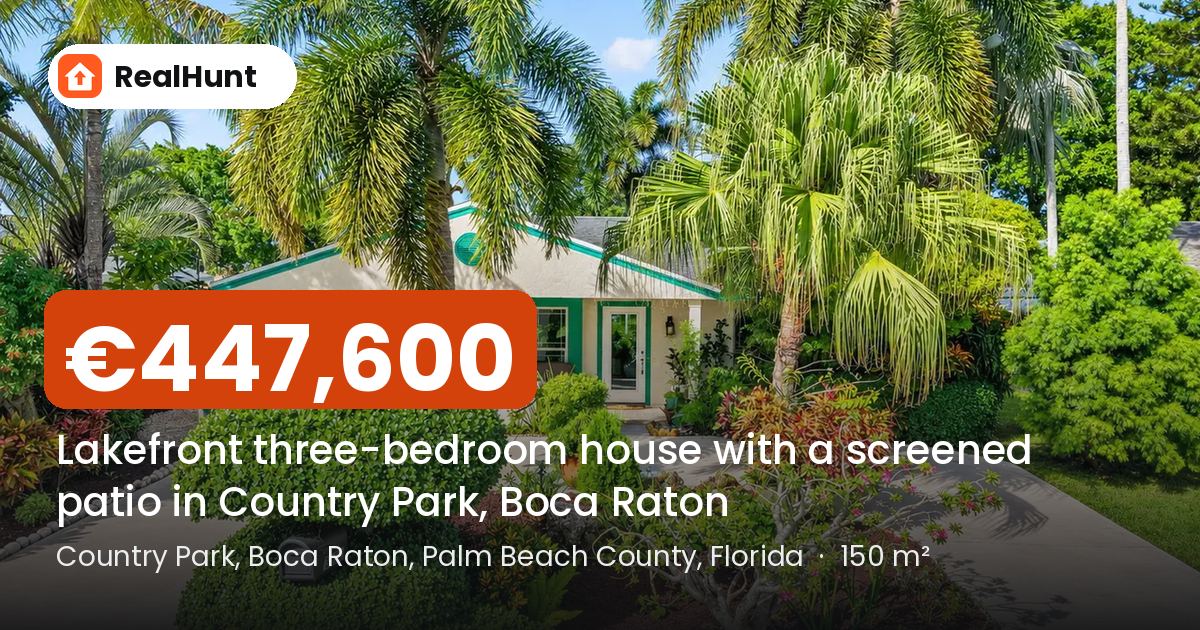 RealHunt
€447,600
Lakefront three-bedroom house with a screened
patio in Country Park, Boca Raton
Country Park, Boca Raton, Palm Beach County, Florida · 150 m²